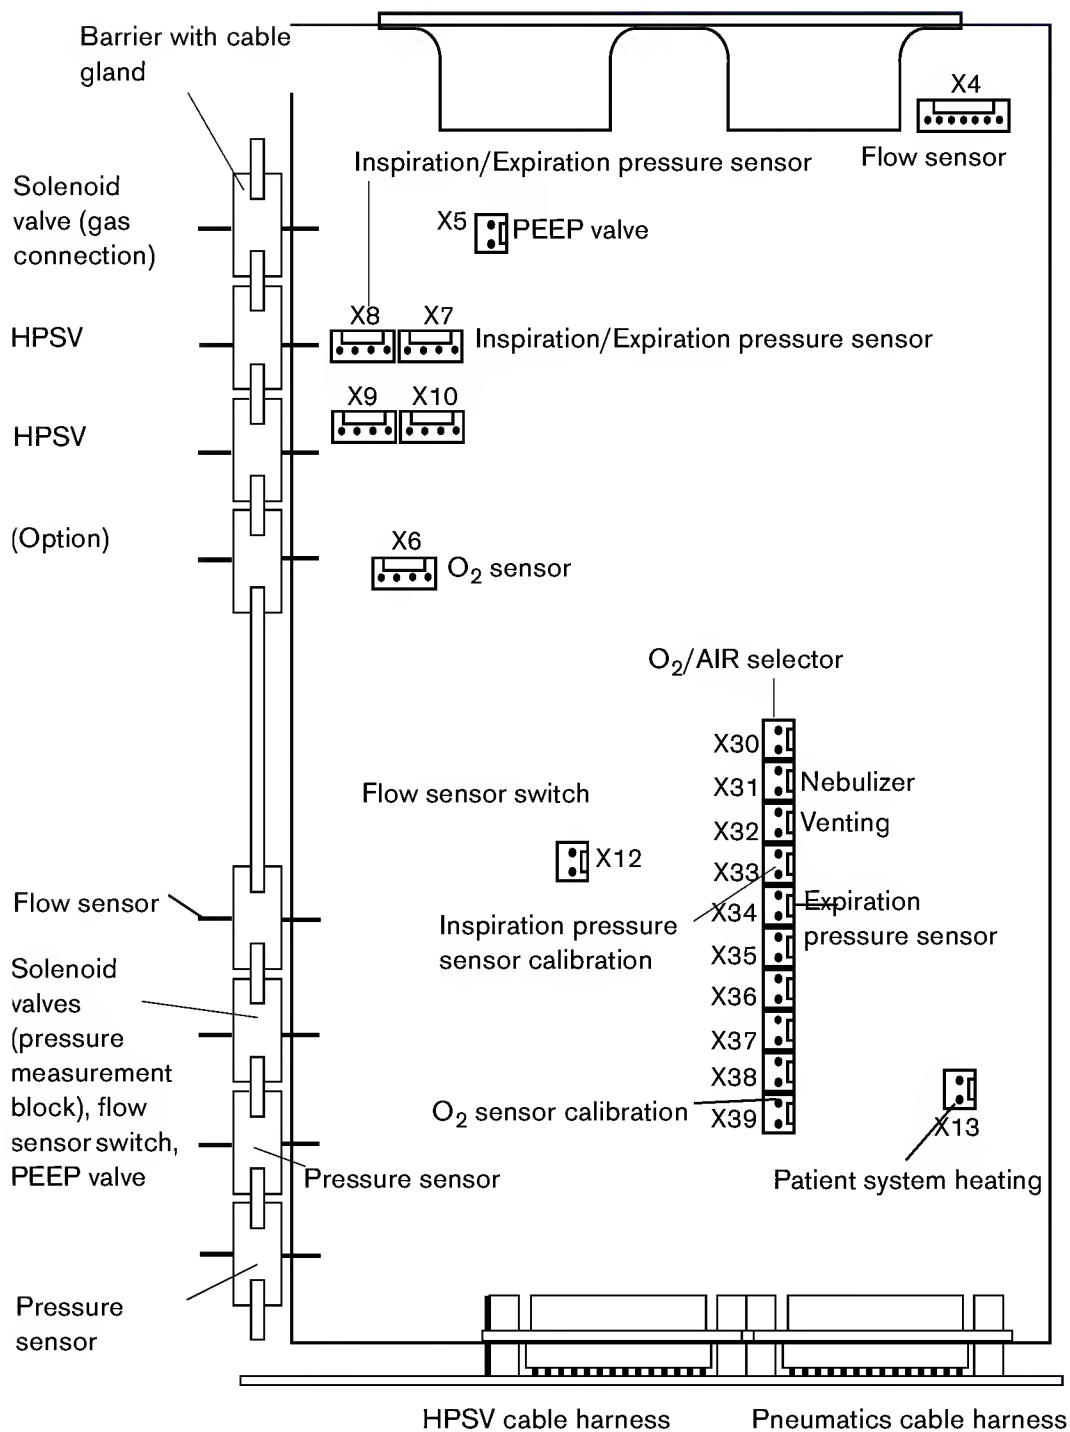 Barrier with cable
gland
X4
Flow sensor
Inspiration/Expiration pressure sensor
Solenoid
valve (gas
connection)
X5
PEEP valve
HPSV
X8
X7
Inspiration/Expiration pressure sensor
X9
X10
HPSV
(Option)
X6
O₂ sensor
O₂/AIR selector
X30
X31
Nebulizer
Flow sensor switch
X32
Venting
X12
X33
Flow sensor
X34
Expiration
pressure sensor
Inspiration pressure
sensor calibration
X35
Solenoid
valves
(pressure
measurement
block), flow
sensor switch,
PEEP valve
X36
X37
X38
O₂ sensor calibration
X39
X13
Pressure sensor
Patient system heating
Pressure
sensor
HPSV cable harness
Pneumatics cable harness